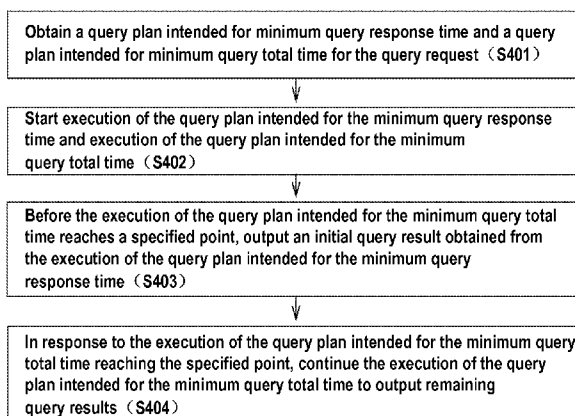 Obtain a query plan intended for minimum query response time and a query
plan intended for minimum query total time for the query request（S401）
Start execution of the query plan intended for the minimum query response
time and execution of the query plan intended for the minimum
query total time（S402）
Before the execution of the query plan intended for the minimum query total
time reaches a specified point, output an initial query result obtained from
the execution of the query plan intended for the minimum query
response time（S403）
In response to the execution of the query plan intended for the minimum query
total time reaching the specified point, continue the execution of the query
plan intended for the minimum query total time to output remaining
query results（S404）